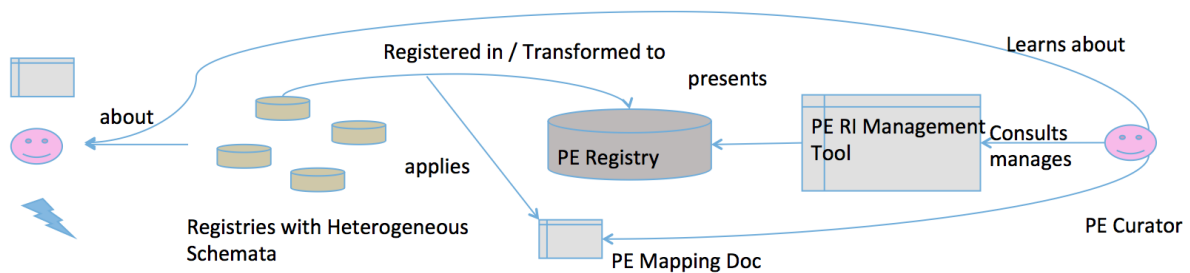 Registered in / Transformed to
Learns about
presents
about
PE RI Management
Tool
Consults
manages
PE Registry
applies
Registries with Heterogeneous
Schemata
PE Curator
PE Mapping Doc